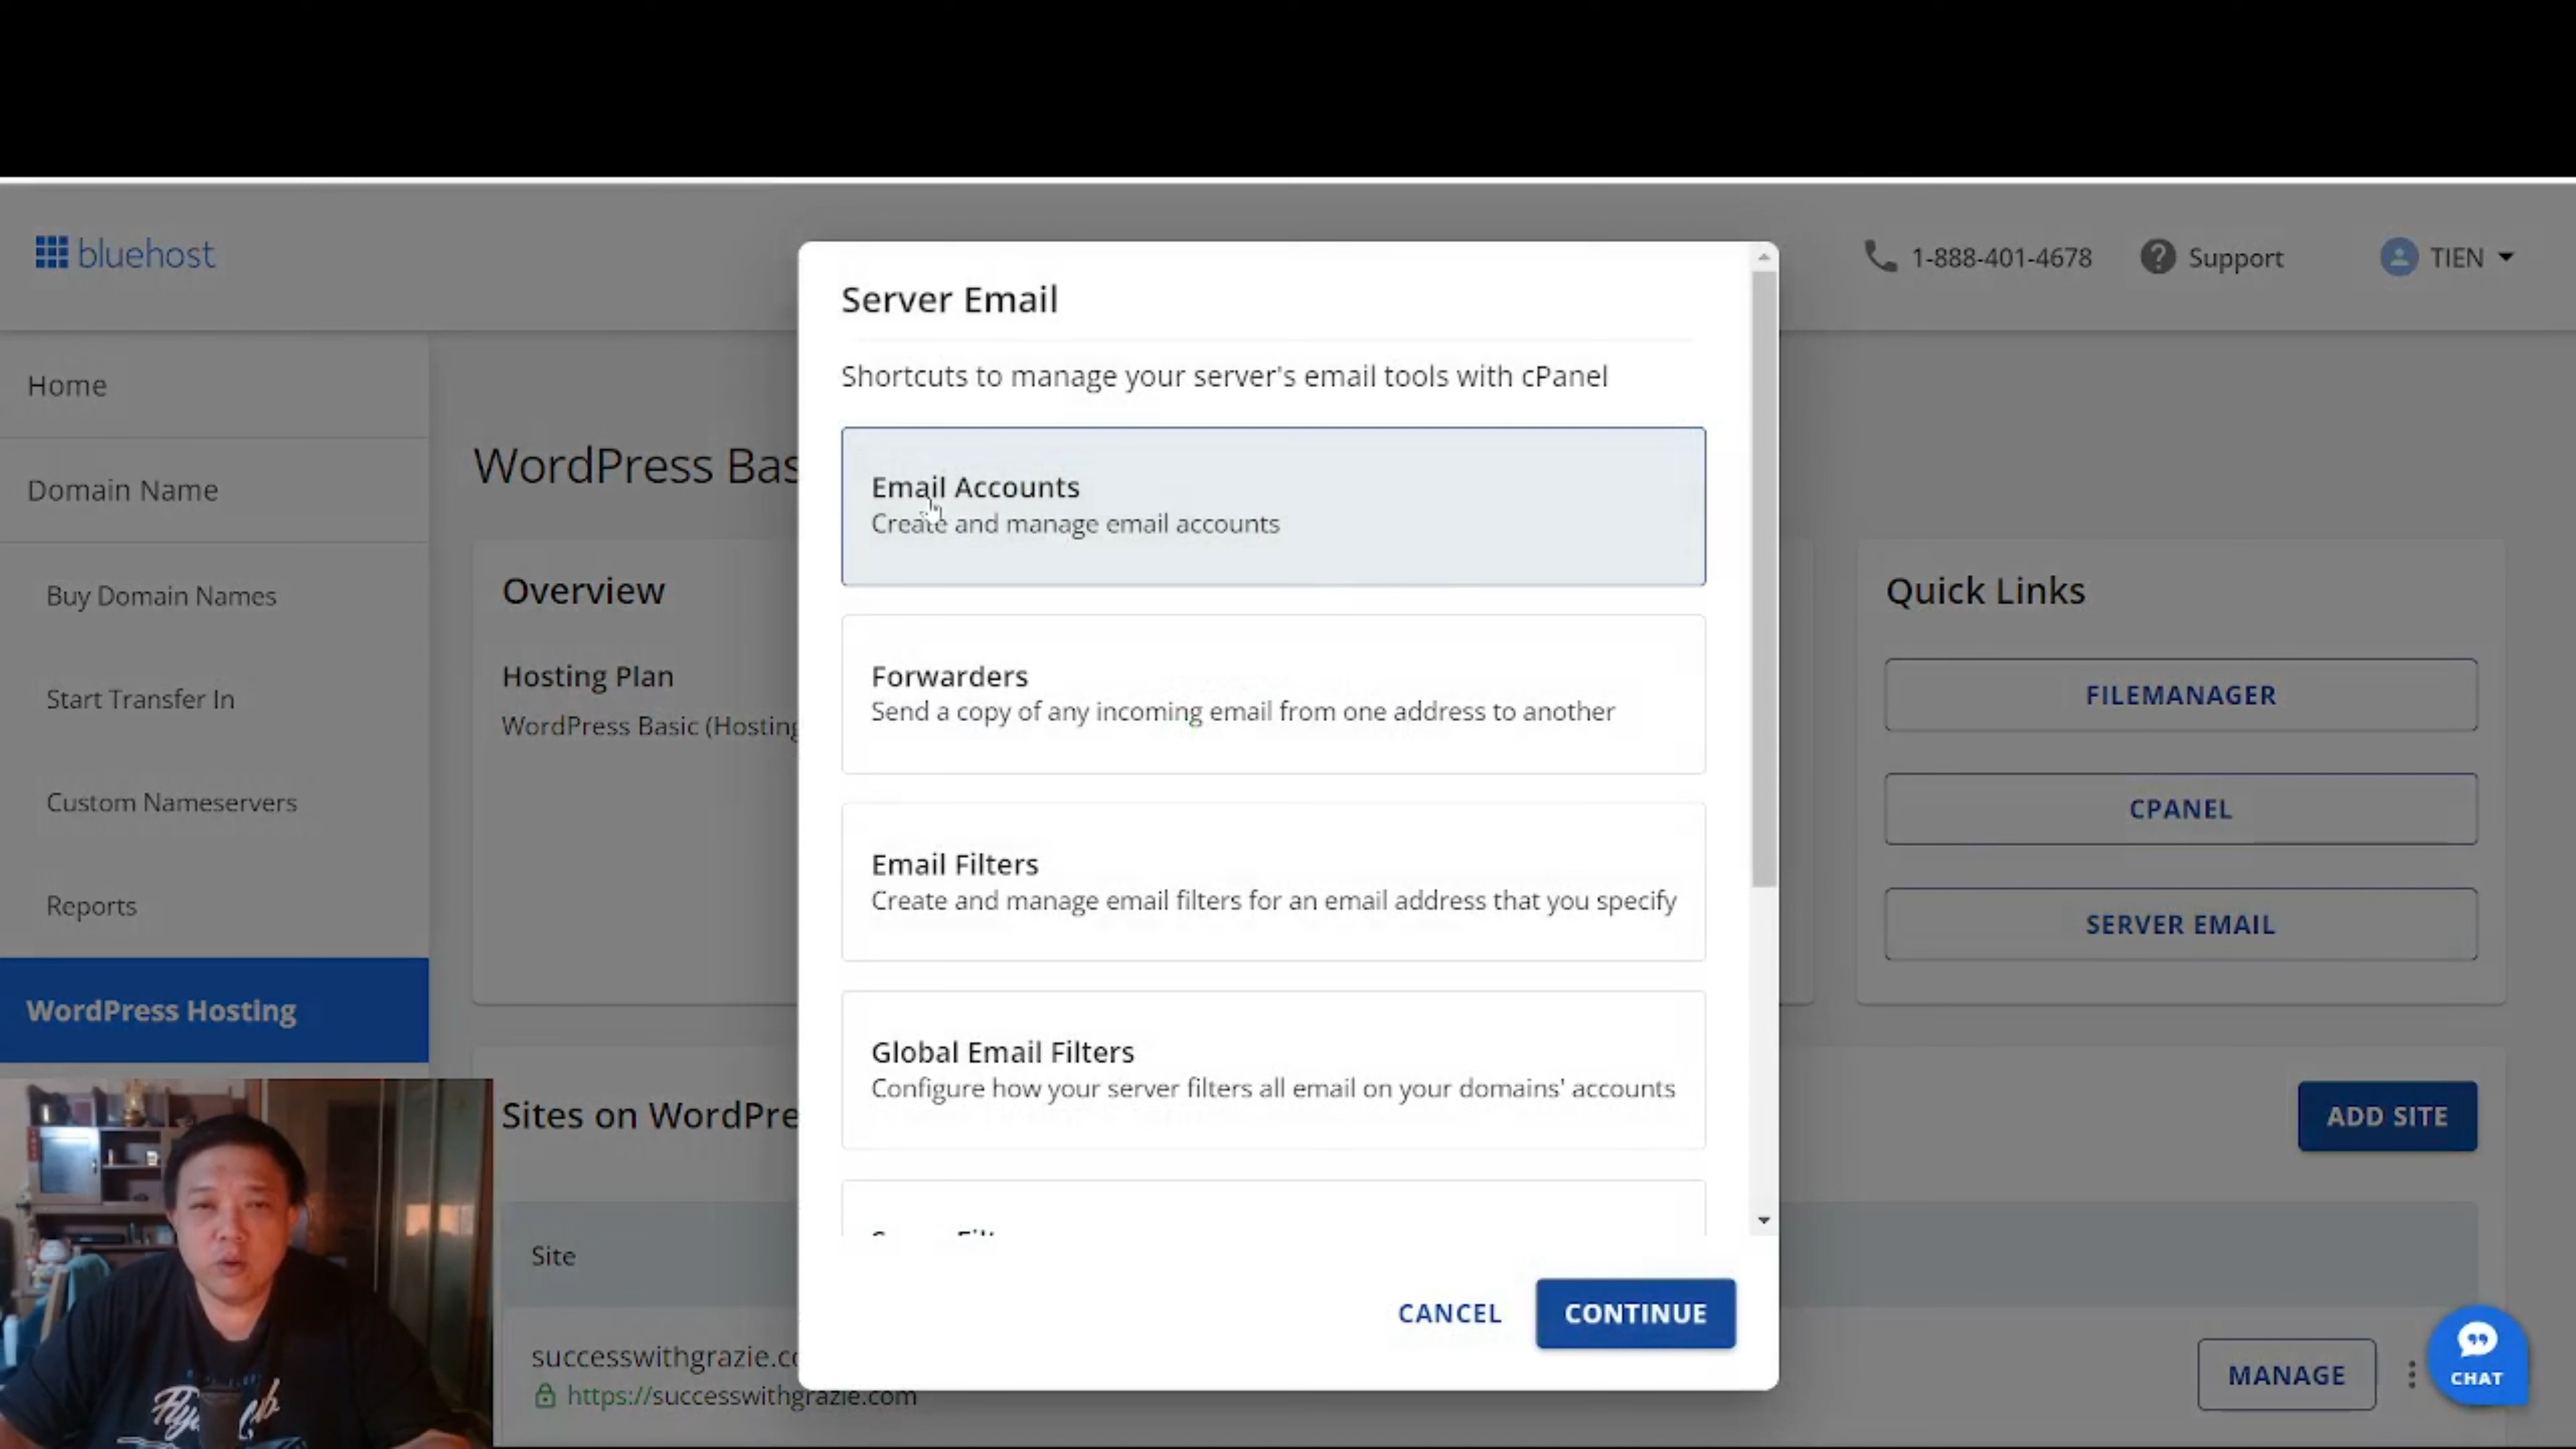 bluehost
1-888-401-4678
Support
TIEN
Home
Domain Name
Buy Domain Names
Start Transfer In
Custom Nameservers
Reports
WordPress Hosting
WordPress Bas
Overview
Hosting Plan
WordPress Basic (Hosting
Sites on WordPre
Site
successwithgrazie.co
https://successwithgrazie.com
Server Email
Shortcuts to manage your server's email tools with cPanel
Email Accounts
Create and manage email accounts
Forwarders
Send a copy of any incoming email from one address to another
Email Filters
Create and manage email filters for an email address that you specify
Global Email Filters
Configure how your server filters all email on your domains' accounts
CANCEL
CONTINUE
Quick Links
FILEMANAGER
CPANEL
SERVER EMAIL
ADD SITE
MANAGE
CHAT